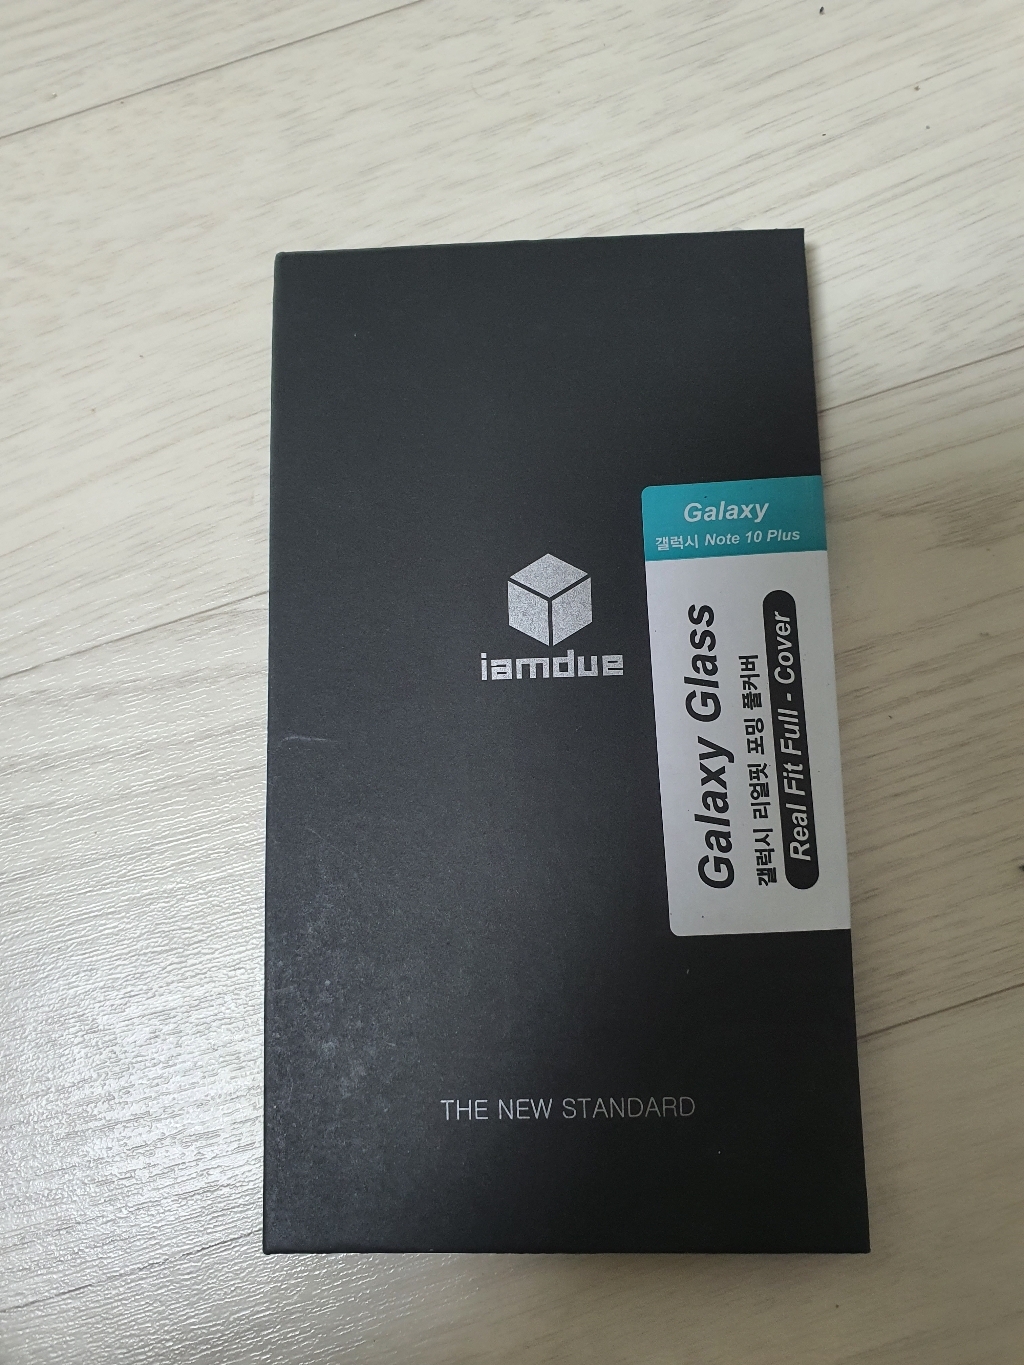 Galaxy
갤럭시 Note 10 Plus
iamdue
Galaxy Glass
갤럭시 리얼핏 포밍 풀커버
Real Fit Full - Cover
THE NEW STANDARD